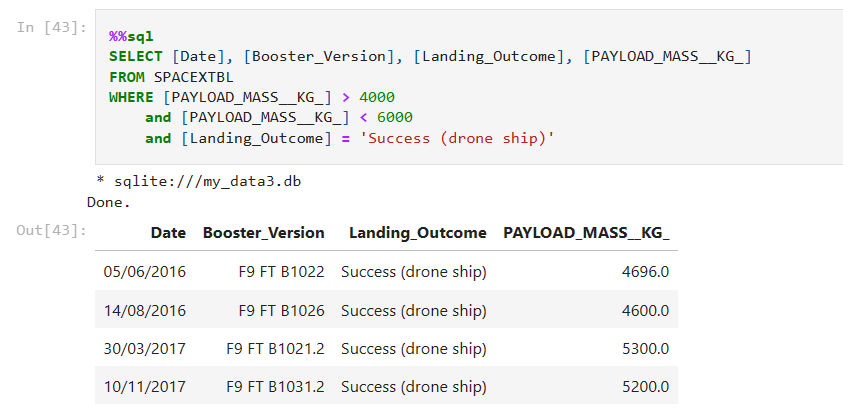 In [43]:
%%sql
SELECT [Date], [Booster_Version], [Landing_Outcome], [PAYLOAD_MASS__KG_]
FROM SPACEXTBL
WHERE [PAYLOAD_MASS__KG_] > 4000
    and [PAYLOAD_MASS__KG_] < 6000
    and [Landing_Outcome] = 'Success (drone ship)'
* sqlite:///my_data3.db
Done.
Out[43]:
Date Booster_Version Landing_Outcome PAYLOAD_MASS__KG_
05/06/2016 F9 FT B1022 Success (drone ship) 4696.0
14/08/2016 F9 FT B1026 Success (drone ship) 4600.0
30/03/2017 F9 FT B1021.2 Success (drone ship) 5300.0
10/11/2017 F9 FT B1031.2 Success (drone ship) 5200.0